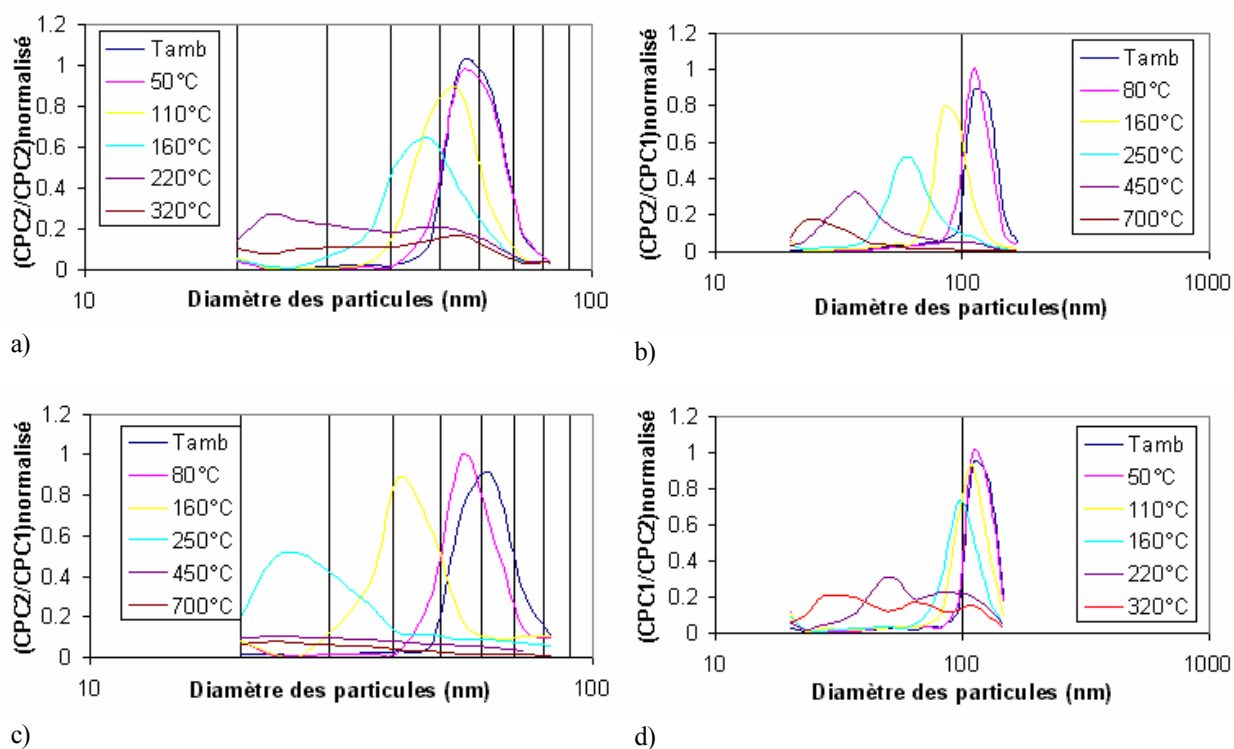 (CPC2/CPC2)normalisé
1.2
1
0.8
0.6
0.4
0.2
0
Tamb
50°C
110°C
160°C
220°C
320°C
10
100
Diamètre des particules (nm)
a)
(CPC2/CPC1)normalisé
1.2
1
0.8
0.6
0.4
0.2
0
Tamb
80°C
160°C
250°C
450°C
700°C
10
100
1000
Diamètre des particules(nm)
b)
(CPC2/CPC1)normalisé
1.2
1
0.8
0.6
0.4
0.2
0
Tamb
80°C
160°C
250°C
450°C
700°C
10
100
Diamètre des particules (nm)
c)
(CPC1/CPC2)normalisé
1.2
1
0.8
0.6
0.4
0.2
0
Tamb
50°C
110°C
160°C
220°C
320°C
10
100
1000
Diamètre des particules (nm)
d)